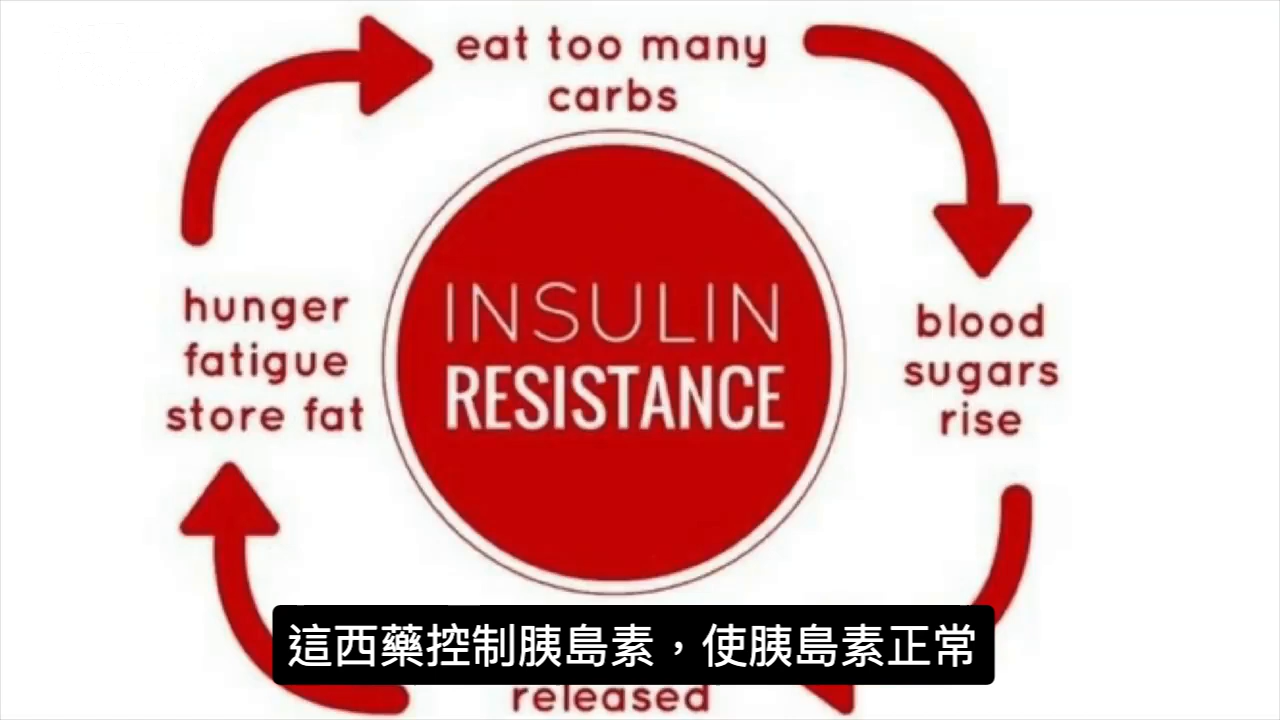 eat too many
carbs
INSULIN
RESISTANCE
hunger
fatigue
store fat
blood
sugars
rise
這西藥控制胰島素,使胰島素正常
released